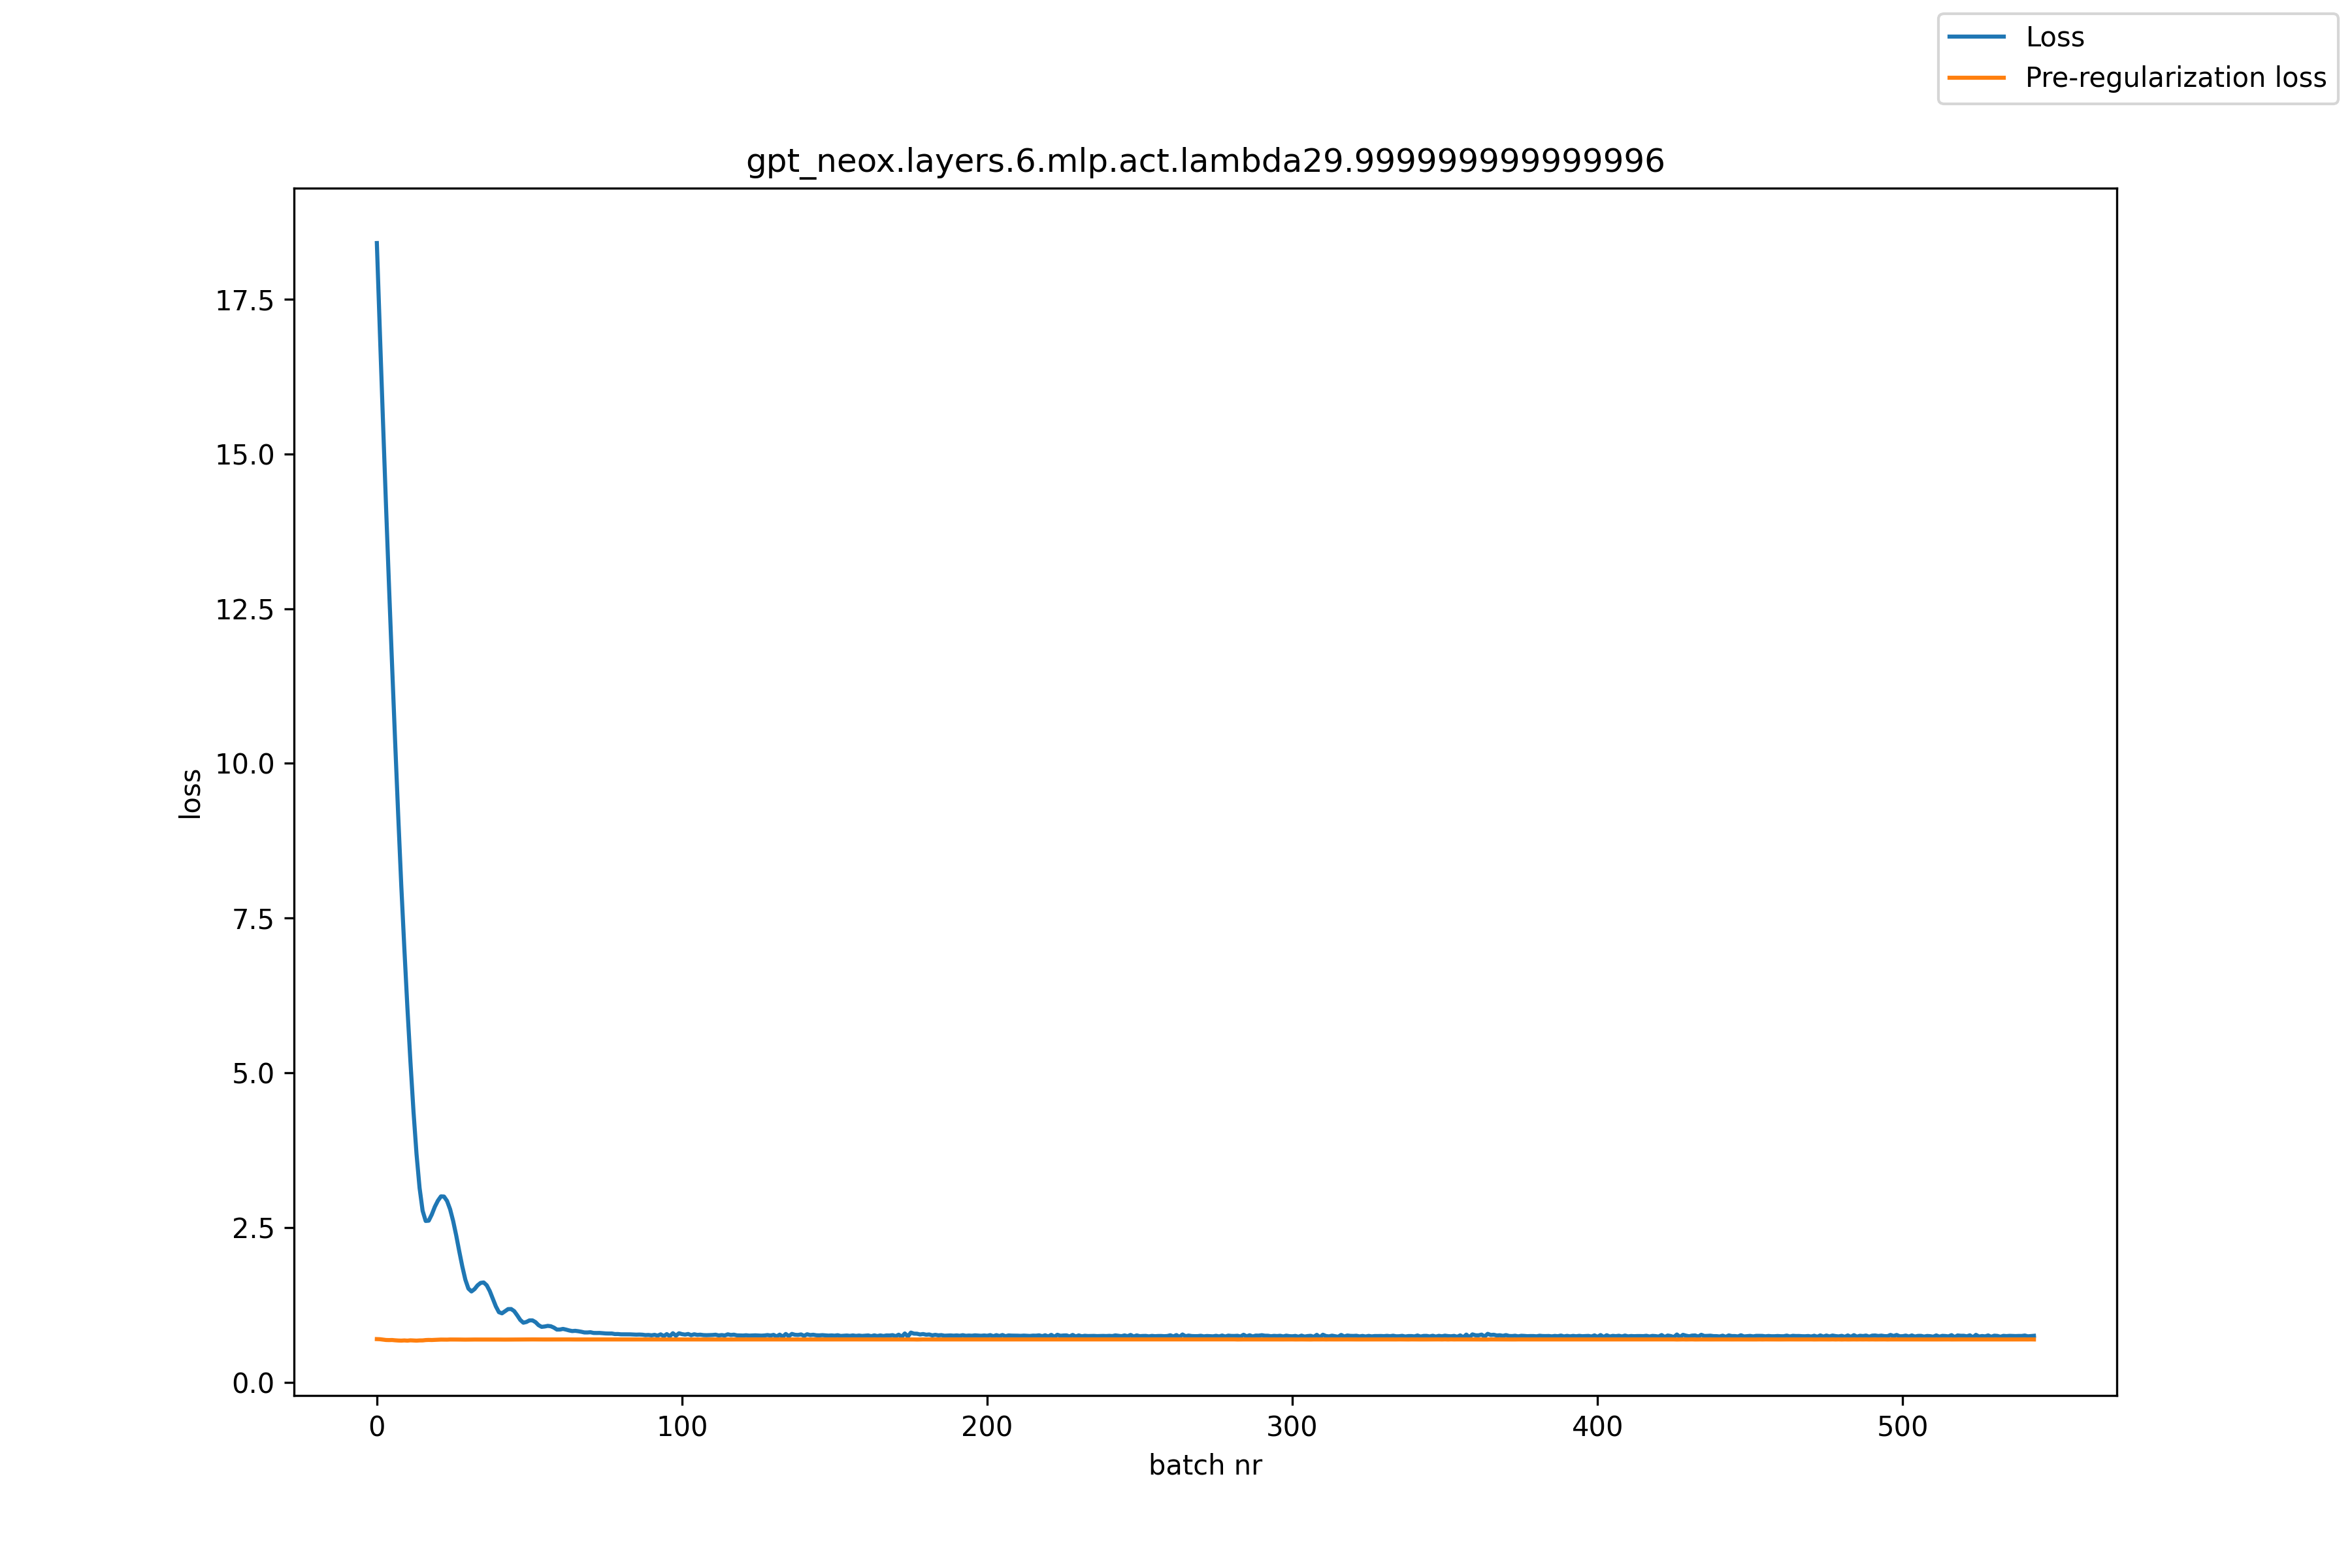 Loss
Pre-regularization loss
gpt_neox.layers.6.mlp.act.lambda29.999999999999996
17.5
15.0
12.5
10.0
7.5
5.0
2.5
0.0
loss
0 100 200 300 400 500
batch nr